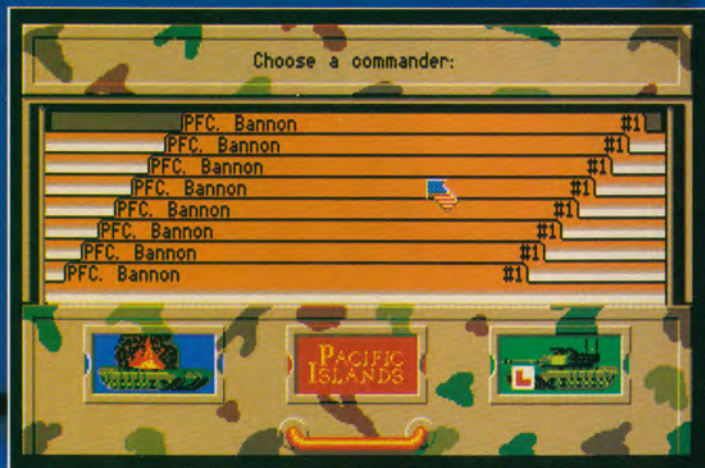 Choose a commander:
PFC. Bannon #1
PFC. Bannon #1
PFC. Bannon #1
PFC. Bannon #1
PFC. Bannon #1
PFC. Bannon #1
PFC. Bannon #1
PFC. Bannon #1
PACIFIC
ISLANDS
L